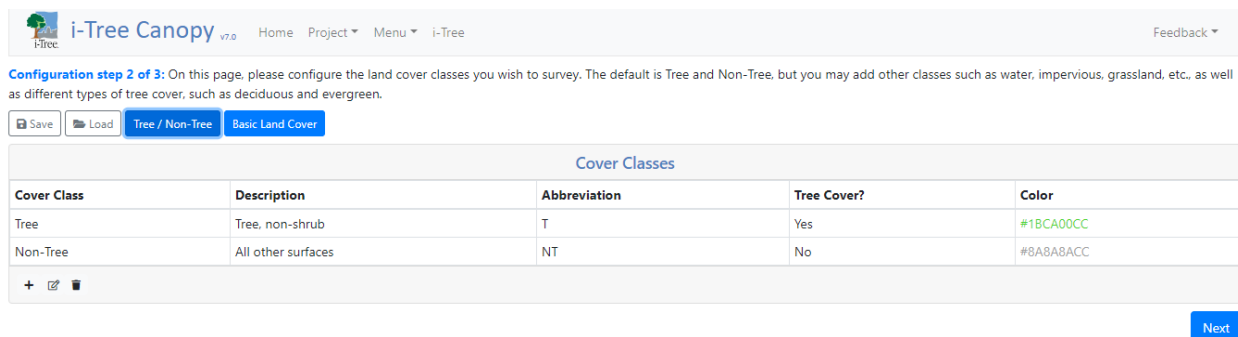 i-Tree
i-Tree Canopy v7.0 Home Project Menu i-Tree Feedback
Configuration step 2 of 3: On this page, please configure the land cover classes you wish to survey. The default is Tree and Non-Tree, but you may add other classes such as water, impervious, grassland, etc., as well
as different types of tree cover, such as deciduous and evergreen.
Save Load Tree / Non-Tree Basic Land Cover
Cover Classes
Cover Class Description Abbreviation Tree Cover? Color
Tree Tree, non-shrub T Yes #1BCA00CC
Non-Tree All other surfaces NT No #8A8A8ACC
Next